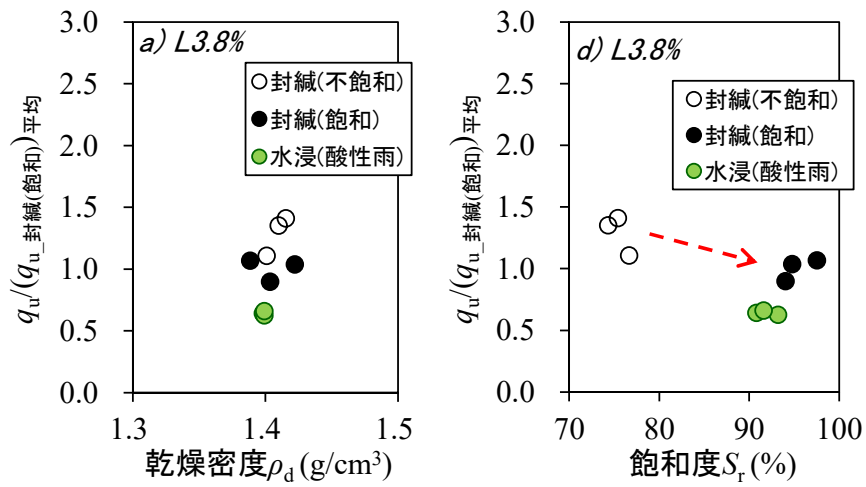 a) L3.8%
封緘(不飽和)
封緘(飽和)
水浸(酸性雨)
qu/(qu_封緘(飽和))平均
3.0
2.5
2.0
1.5
1.0
0.5
0.0
1.3
1.4
1.5
乾燥密度ρd (g/cm³)
d) L3.8%
封緘(不飽和)
封緘(飽和)
水浸(酸性雨)
qu/(qu_封緘(飽和))平均
3.0
2.5
2.0
1.5
1.0
0.5
0.0
70
80
90
100
飽和度Sr (%)